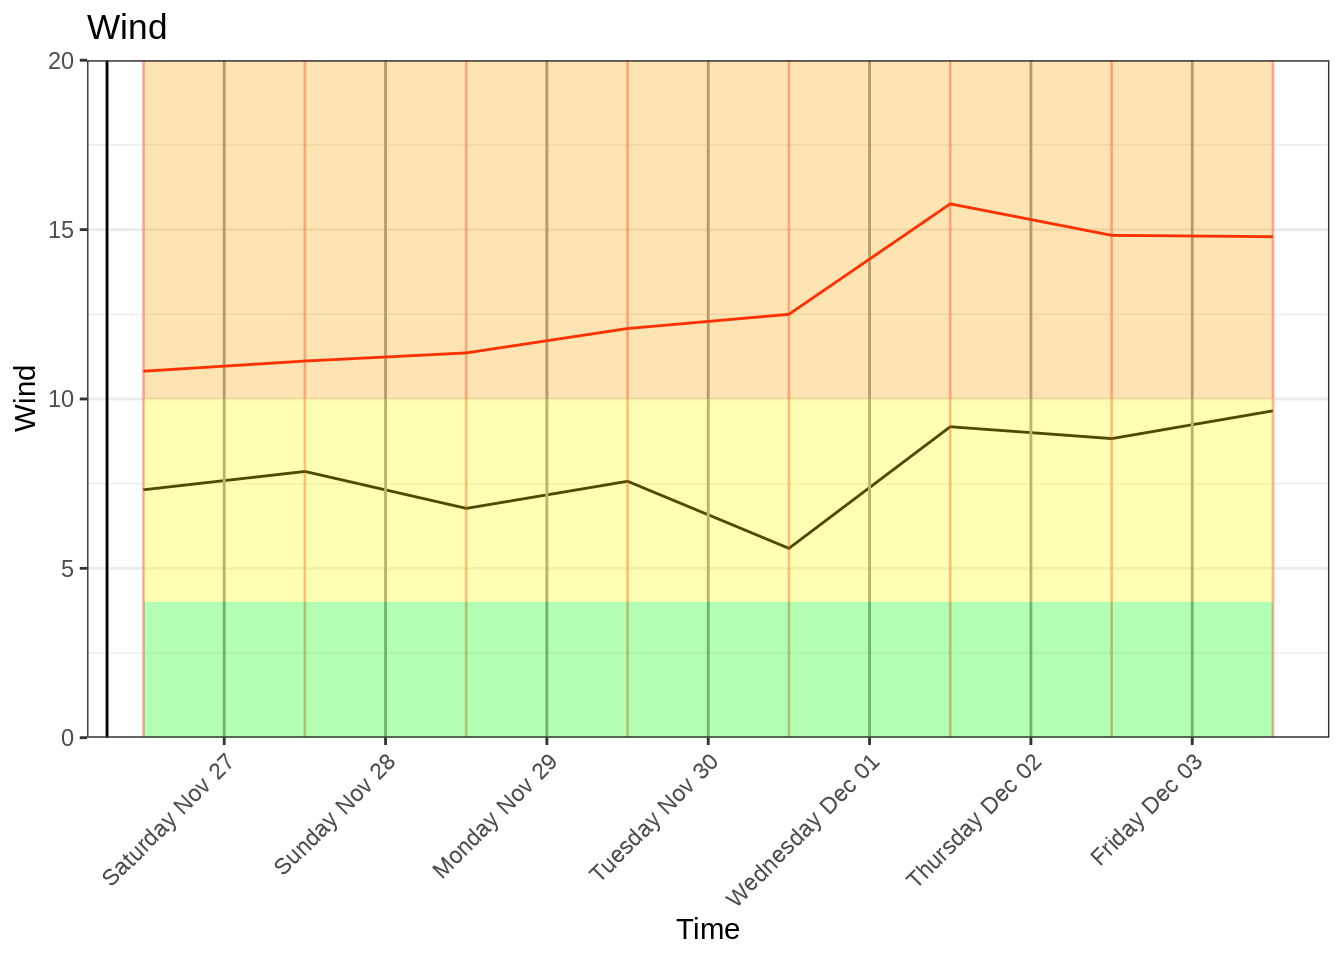 Wind
20
15
10
5
0
Wind
Saturday Nov 27
Sunday Nov 28
Monday Nov 29
Tuesday Nov 30
Wednesday Dec 01
Thursday Dec 02
Friday Dec 03
Time